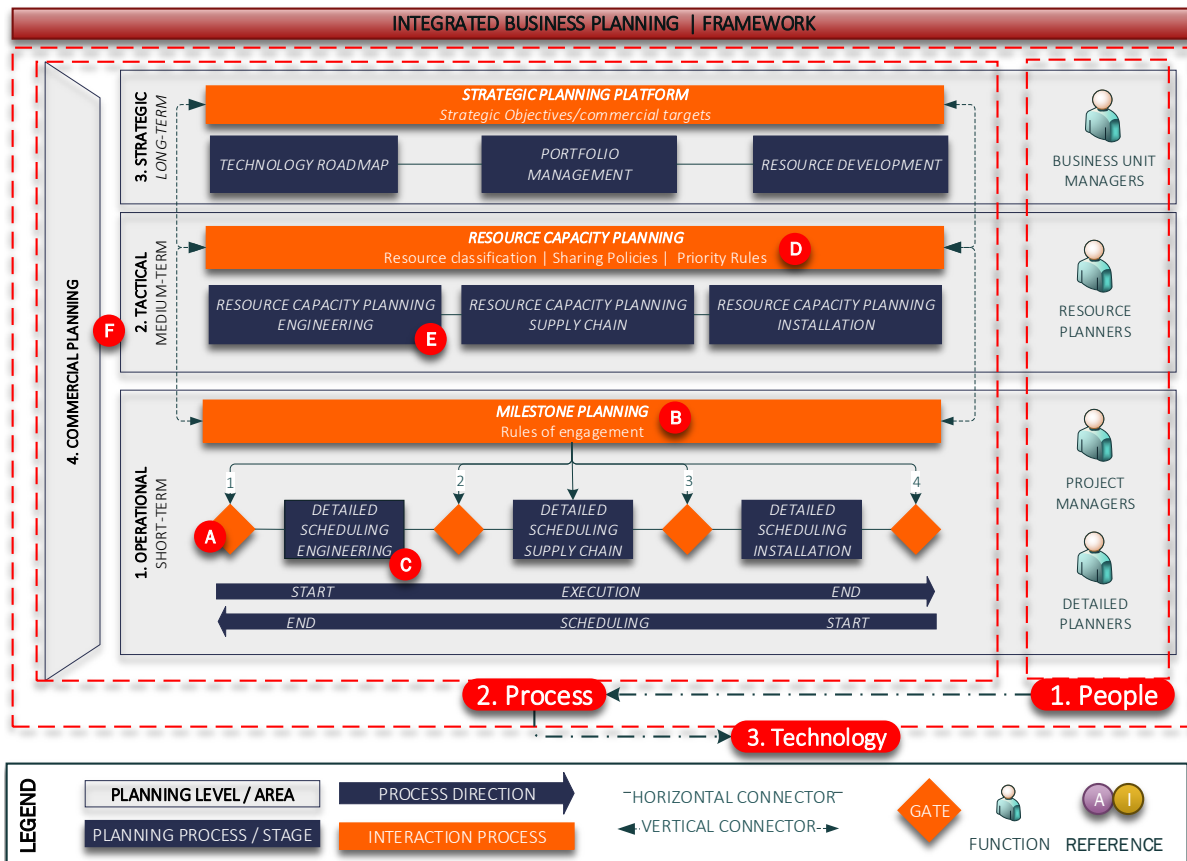 INTEGRATED BUSINESS PLANNING | FRAMEWORK
4. COMMERCIAL PLANNING
F
3. STRATEGIC
LONG-TERM
STRATEGIC PLANNING PLATFORM
Strategic Objectives/commercial targets
TECHNOLOGY ROADMAP
PORTFOLIO
MANAGEMENT
RESOURCE DEVELOPMENT
BUSINESS UNIT
MANAGERS
2. TACTICAL
MEDIUM-TERM
RESOURCE CAPACITY PLANNING
Resource classification | Sharing Policies | Priority Rules
D
RESOURCE CAPACITY PLANNING
ENGINEERING
E
RESOURCE CAPACITY PLANNING
SUPPLY CHAIN
RESOURCE CAPACITY PLANNING
INSTALLATION
RESOURCE
PLANNERS
1. OPERATIONAL
SHORT-TERM
MILESTONE PLANNING
Rules of engagement
B
1
2
3
4
A
DETAILED
SCHEDULING
ENGINEERING
C
DETAILED
SCHEDULING
SUPPLY CHAIN
DETAILED
SCHEDULING
INSTALLATION
START EXECUTION END
END SCHEDULING START
PROJECT
MANAGERS
DETAILED
PLANNERS
2. Process
1. People
3. Technology
LEGEND
PLANNING LEVEL / AREA
PLANNING PROCESS / STAGE
PROCESS DIRECTION
INTERACTION PROCESS
HORIZONTAL CONNECTOR
VERTICAL CONNECTOR
GATE
FUNCTION
A I
REFERENCE